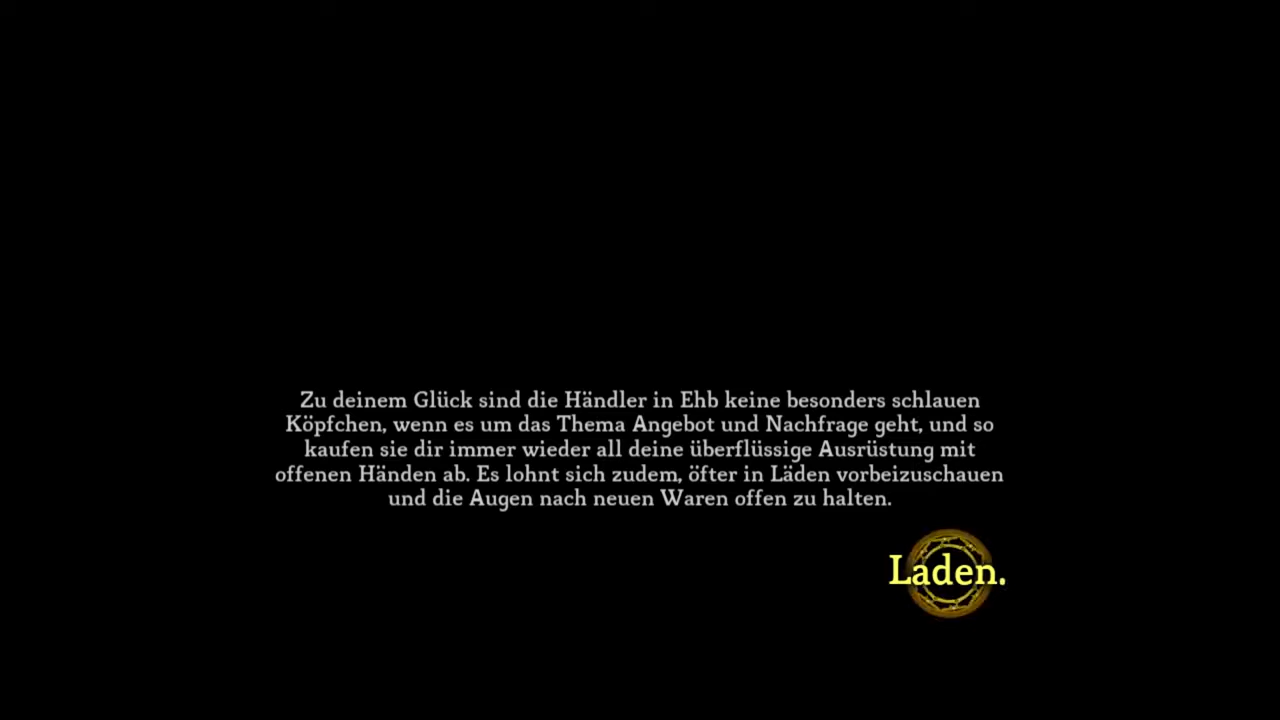 Zu deinem Glück sind die Händler in Ehb keine besonders schlauen
Köpfchen, wenn es um das Thema Angebot und Nachfrage geht, und so
kaufen sie dir immer wieder all deine überflüssige Ausrüstung mit
offenen Händen ab. Es lohnt sich zudem, öfter in Läden vorbeizuschauen
und die Augen nach neuen Waren offen zu halten.
Laden.